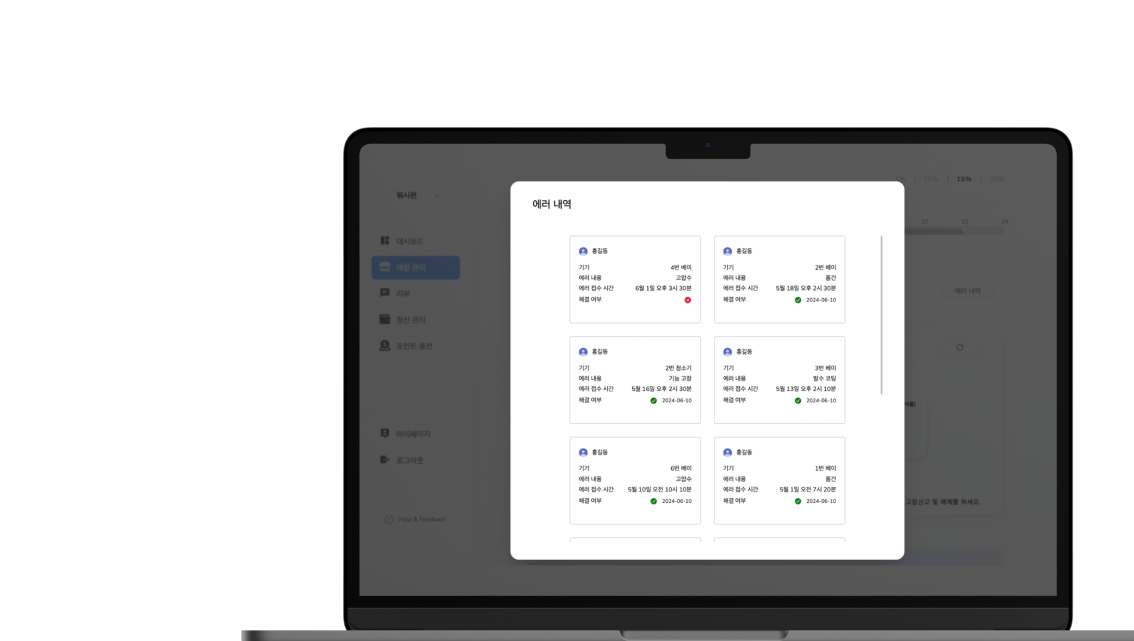 워시펀
15%
20%
대시보드
매장 관리
리뷰
정산 관리
포인트 충전
마이페이지
로그아웃
Help & Feedback
에러 내역
에러 내역
홍길동
기기 4번 베이
에러 내용 고압수
에러 접수 시간 6월 1일 오후 3시 30분
해결 여부
홍길동
기기 2번 베이
에러 내용 폼건
에러 접수 시간 5월 18일 오후 2시 30분
해결 여부 2024-06-10
홍길동
기기 2번 청소기
에러 내용 기능 고장
에러 접수 시간 5월 16일 오후 2시 30분
해결 여부 2024-06-10
홍길동
기기 3번 베이
에러 내용 발수 코팅
에러 접수 시간 5월 13일 오후 2시 10분
해결 여부 2024-06-10
홍길동
기기 6번 베이
에러 내용 고압수
에러 접수 시간 5월 10일 오전 10시 10분
해결 여부 2024-06-10
홍길동
기기 1번 베이
에러 내용 폼건
에러 접수 시간 5월 1일 오전 7시 20분
해결 여부 2024-06-10
고장신고 및 해제를 하세요.